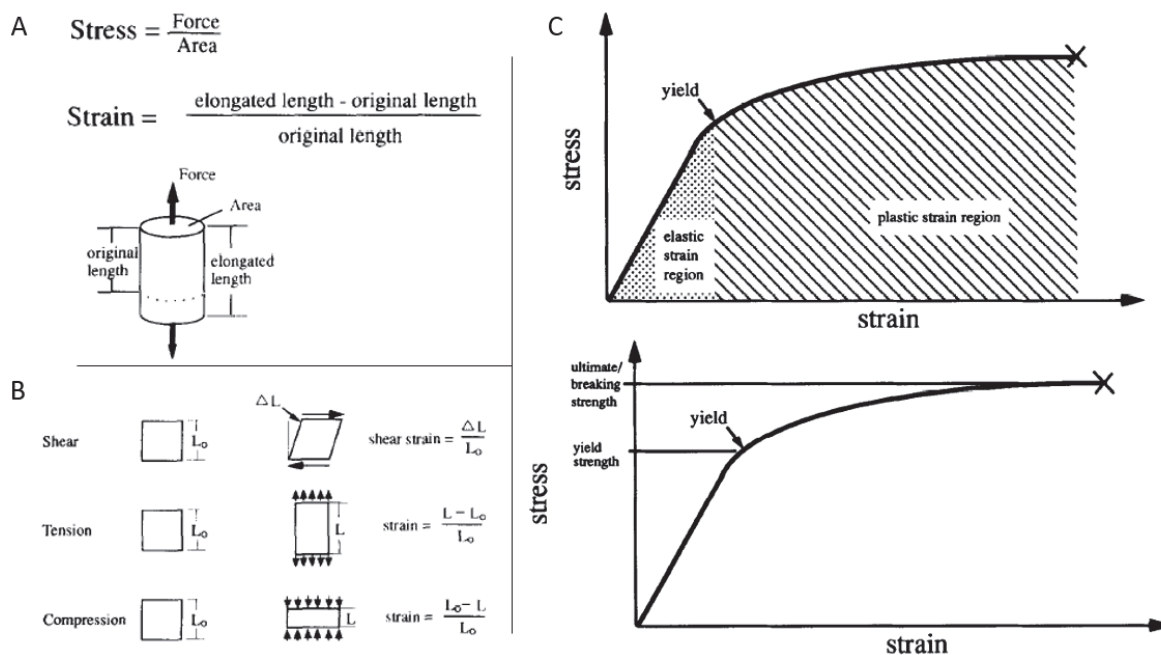 A
Stress = Force
Area
Strain = elongated length - original length
original length
Force
Area
original
length
elongated
length
B
Shear
L₀
ΔL
shear strain = ΔL
L₀
Tension
L₀
L
strain = L – L₀
L₀
Compression
L₀
L
strain = L₀ – L
L₀
C
stress
yield
elastic
strain
region
plastic strain region
strain
ultimate/
breaking
strength
yield
yield
strength
stress
strain